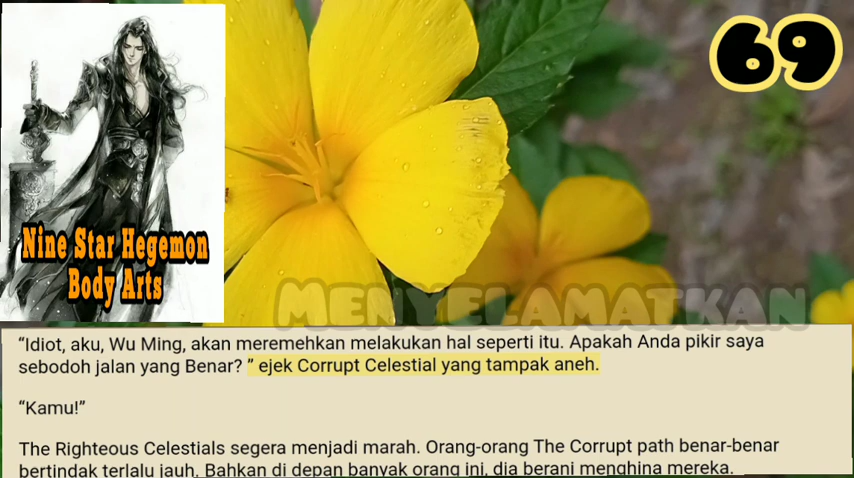 69
Nine Star Hegemon
Body Arts
MENYELAMATKAN
“Idiot, aku, Wu Ming, akan meremehkan melakukan hal seperti itu. Apakah Anda pikir saya
sebodoh jalan yang Benar? ” ejek Corrupt Celestial yang tampak aneh.
“Kamu!”
The Righteous Celestials segera menjadi marah. Orang-orang The Corrupt path benar-benar
bertindak terlalu jauh. Bahkan di depan banyak orang ini, dia berani menghina mereka.